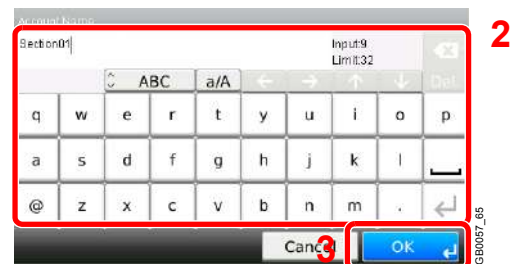 Account Name
Section01
Input:9
Limit:32
2
ABC a/A Del.
q w e r t y u i o p
a s d f g h j k l
@ z x c v b n m .
Cancel 3 OK
GB0057_65